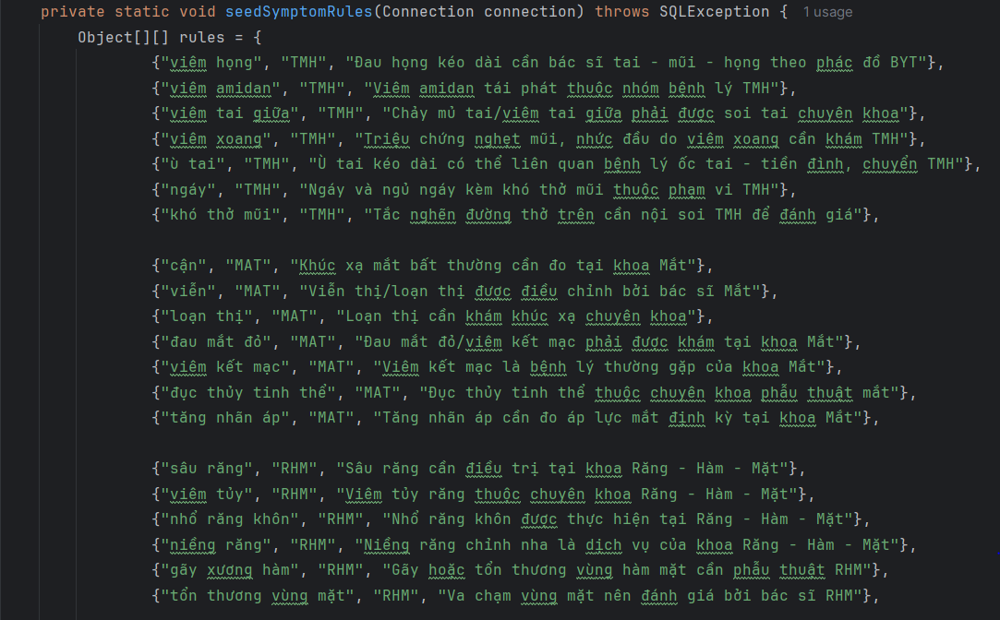 private static void seedSymptomRules(Connection connection) throws SQLException { 1 usage
Object[][] rules = {
{"viêm họng", "TMH", "Đau họng kéo dài cần bác sĩ tai - mũi - họng theo phác đồ BYT"},
{"viêm amidan", "TMH", "Viêm amidan tái phát thuộc nhóm bệnh lý TMH"},
{"viêm tai giữa", "TMH", "Chảy mủ tai/viêm tai giữa phải được soi tai chuyên khoa"},
{"viêm xoang", "TMH", "Triệu chứng nghẹt mũi, nhức đầu do viêm xoang cần khám TMH"},
{"ù tai", "TMH", "Ù tai kéo dài có thể liên quan bệnh lý ốc tai - tiền đình, chuyển TMH"},
{"ngáy", "TMH", "Ngáy và ngủ ngáy kèm khó thở mũi thuộc phạm vi TMH"},
{"khó thở mũi", "TMH", "Tắc nghẽn đường thở trên cần nội soi TMH để đánh giá"},
{"cận", "MAT", "Khúc xạ mắt bất thường cần đo tại khoa Mắt"},
{"viễn", "MAT", "Viễn thị/loạn thị được điều chỉnh bởi bác sĩ Mắt"},
{"loạn thị", "MAT", "Loạn thị cần khám khúc xạ chuyên khoa"},
{"đau mắt đỏ", "MAT", "Đau mắt đỏ/viêm kết mạc phải được khám tại khoa Mắt"},
{"viêm kết mạc", "MAT", "Viêm kết mạc là bệnh lý thường gặp của khoa Mắt"},
{"đục thủy tinh thể", "MAT", "Đục thủy tinh thể thuộc chuyên khoa phẫu thuật mắt"},
{"tăng nhãn áp", "MAT", "Tăng nhãn áp cần đo áp lực mắt định kỳ tại khoa Mắt"},
{"sâu răng", "RHM", "Sâu răng cần điều trị tại khoa Răng - Hàm - Mặt"},
{"viêm tủy", "RHM", "Viêm tủy răng thuộc chuyên khoa Răng - Hàm - Mặt"},
{"nhổ răng khôn", "RHM", "Nhổ răng khôn được thực hiện tại Răng - Hàm - Mặt"},
{"niềng răng", "RHM", "Niềng răng chỉnh nha là dịch vụ của khoa Răng - Hàm - Mặt"},
{"gãy xương hàm", "RHM", "Gãy hoặc tổn thương vùng hàm mặt cần phẫu thuật RHM"},
{"tổn thương vùng mặt", "RHM", "Va chạm vùng mặt nên đánh giá bởi bác sĩ RHM"},